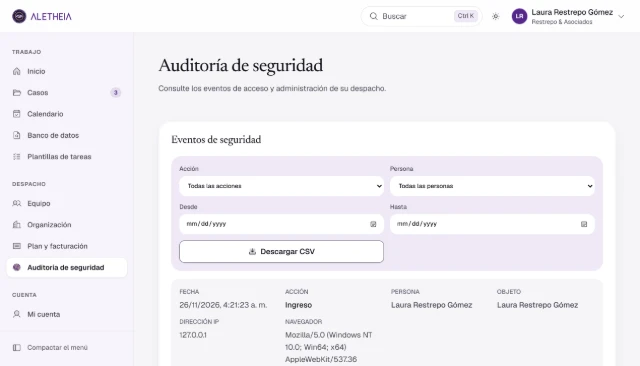 ALETHEIA
Buscar
Ctrl K
LR
Laura Restrepo Gómez
Restrepo & Asociados
TRABAJO
Inicio
Casos
3
Calendario
Banco de datos
Plantillas de tareas
DESPACHO
Equipo
Organización
Plan y facturación
Auditoría de seguridad
CUENTA
Mi cuenta
Compactar el menú
Auditoría de seguridad
Consulte los eventos de acceso y administración de su despacho.
Eventos de seguridad
Acción
Persona
Todas las acciones
Todas las personas
Desde
Hasta
mm/dd/yyyy
mm/dd/yyyy
Descargar CSV
FECHA
ACCIÓN
PERSONA
OBJETO
26/11/2026, 4:21:23 a. m.
Ingreso
Laura Restrepo Gómez
Laura Restrepo Gómez
DIRECCIÓN IP
NAVEGADOR
127.0.0.1
Mozilla/5.0 (Windows NT
10.0; Win64; x64)
AppleWebKit/537.36